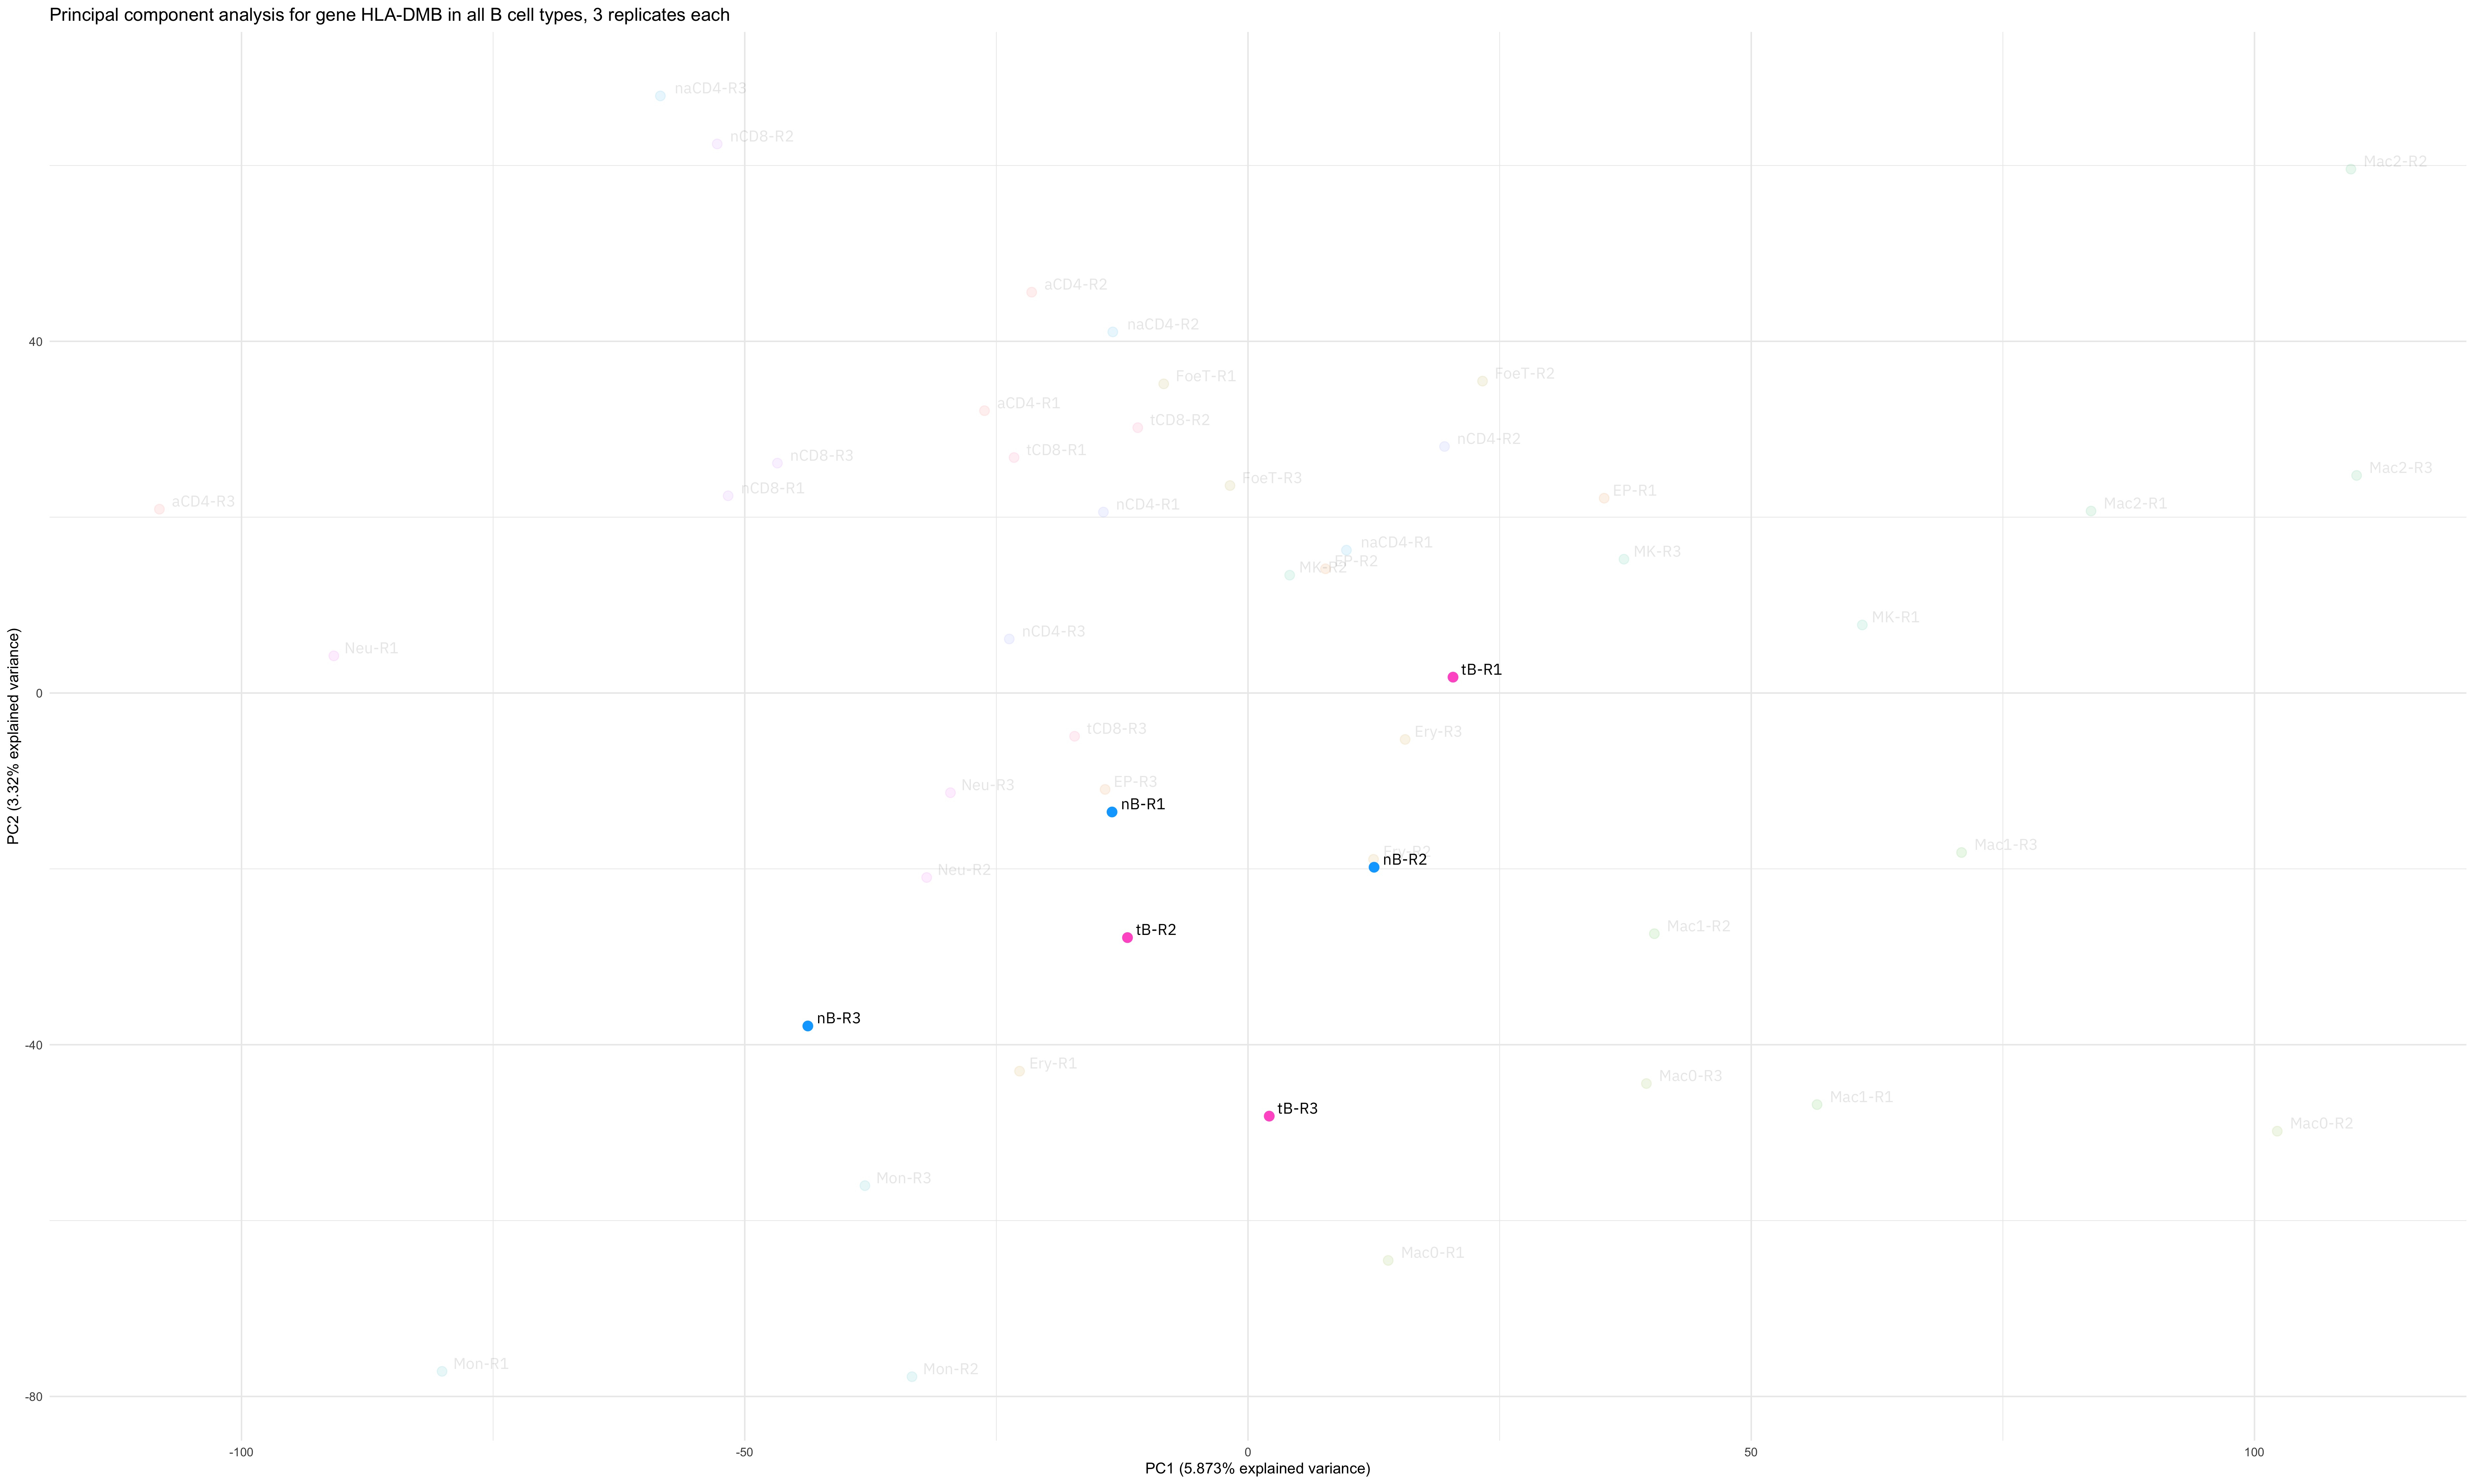 Principal component analysis for gene HLA-DMB in all B cell types, 3 replicates each
naCD4-R3
nCD8-R2
Mac2-R2
aCD4-R2
naCD4-R2
40
FoeT-R1
FoeT-R2
aCD4-R1
tCD8-R2
nCD4-R2
tCD8-R1
nCD8-R3
Mac2-R3
FoeT-R3
nCD8-R1
EP-R1
aCD4-R3
Mac2-R1
nCD4-R1
naCD4-R1
MK-R3
EP-R2
MK-R2
MK-R1
nCD4-R3
Neu-R1
tB-R1
0
PC2 (3.32% explained variance)
tCD8-R3
Ery-R3
EP-R3
Neu-R3
nB-R1
Mac1-R3
Ery-R2
nB-R2
Neu-R2
Mac1-R2
tB-R2
nB-R3
-40
Ery-R1
Mac0-R3
Mac1-R1
tB-R3
Mac0-R2
Mon-R3
Mac0-R1
Mon-R1
Mon-R2
-80
-100
-50
0
50
100
PC1 (5.873% explained variance)